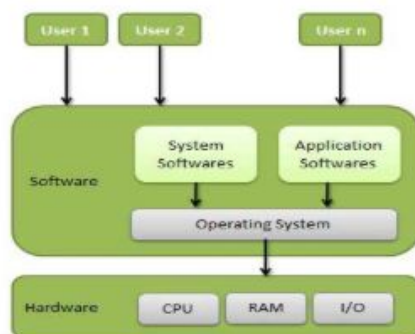 User 1
User 2
User n
System
Softwares
Application
Softwares
Software
Operating System
Hardware
CPU
RAM
I/O